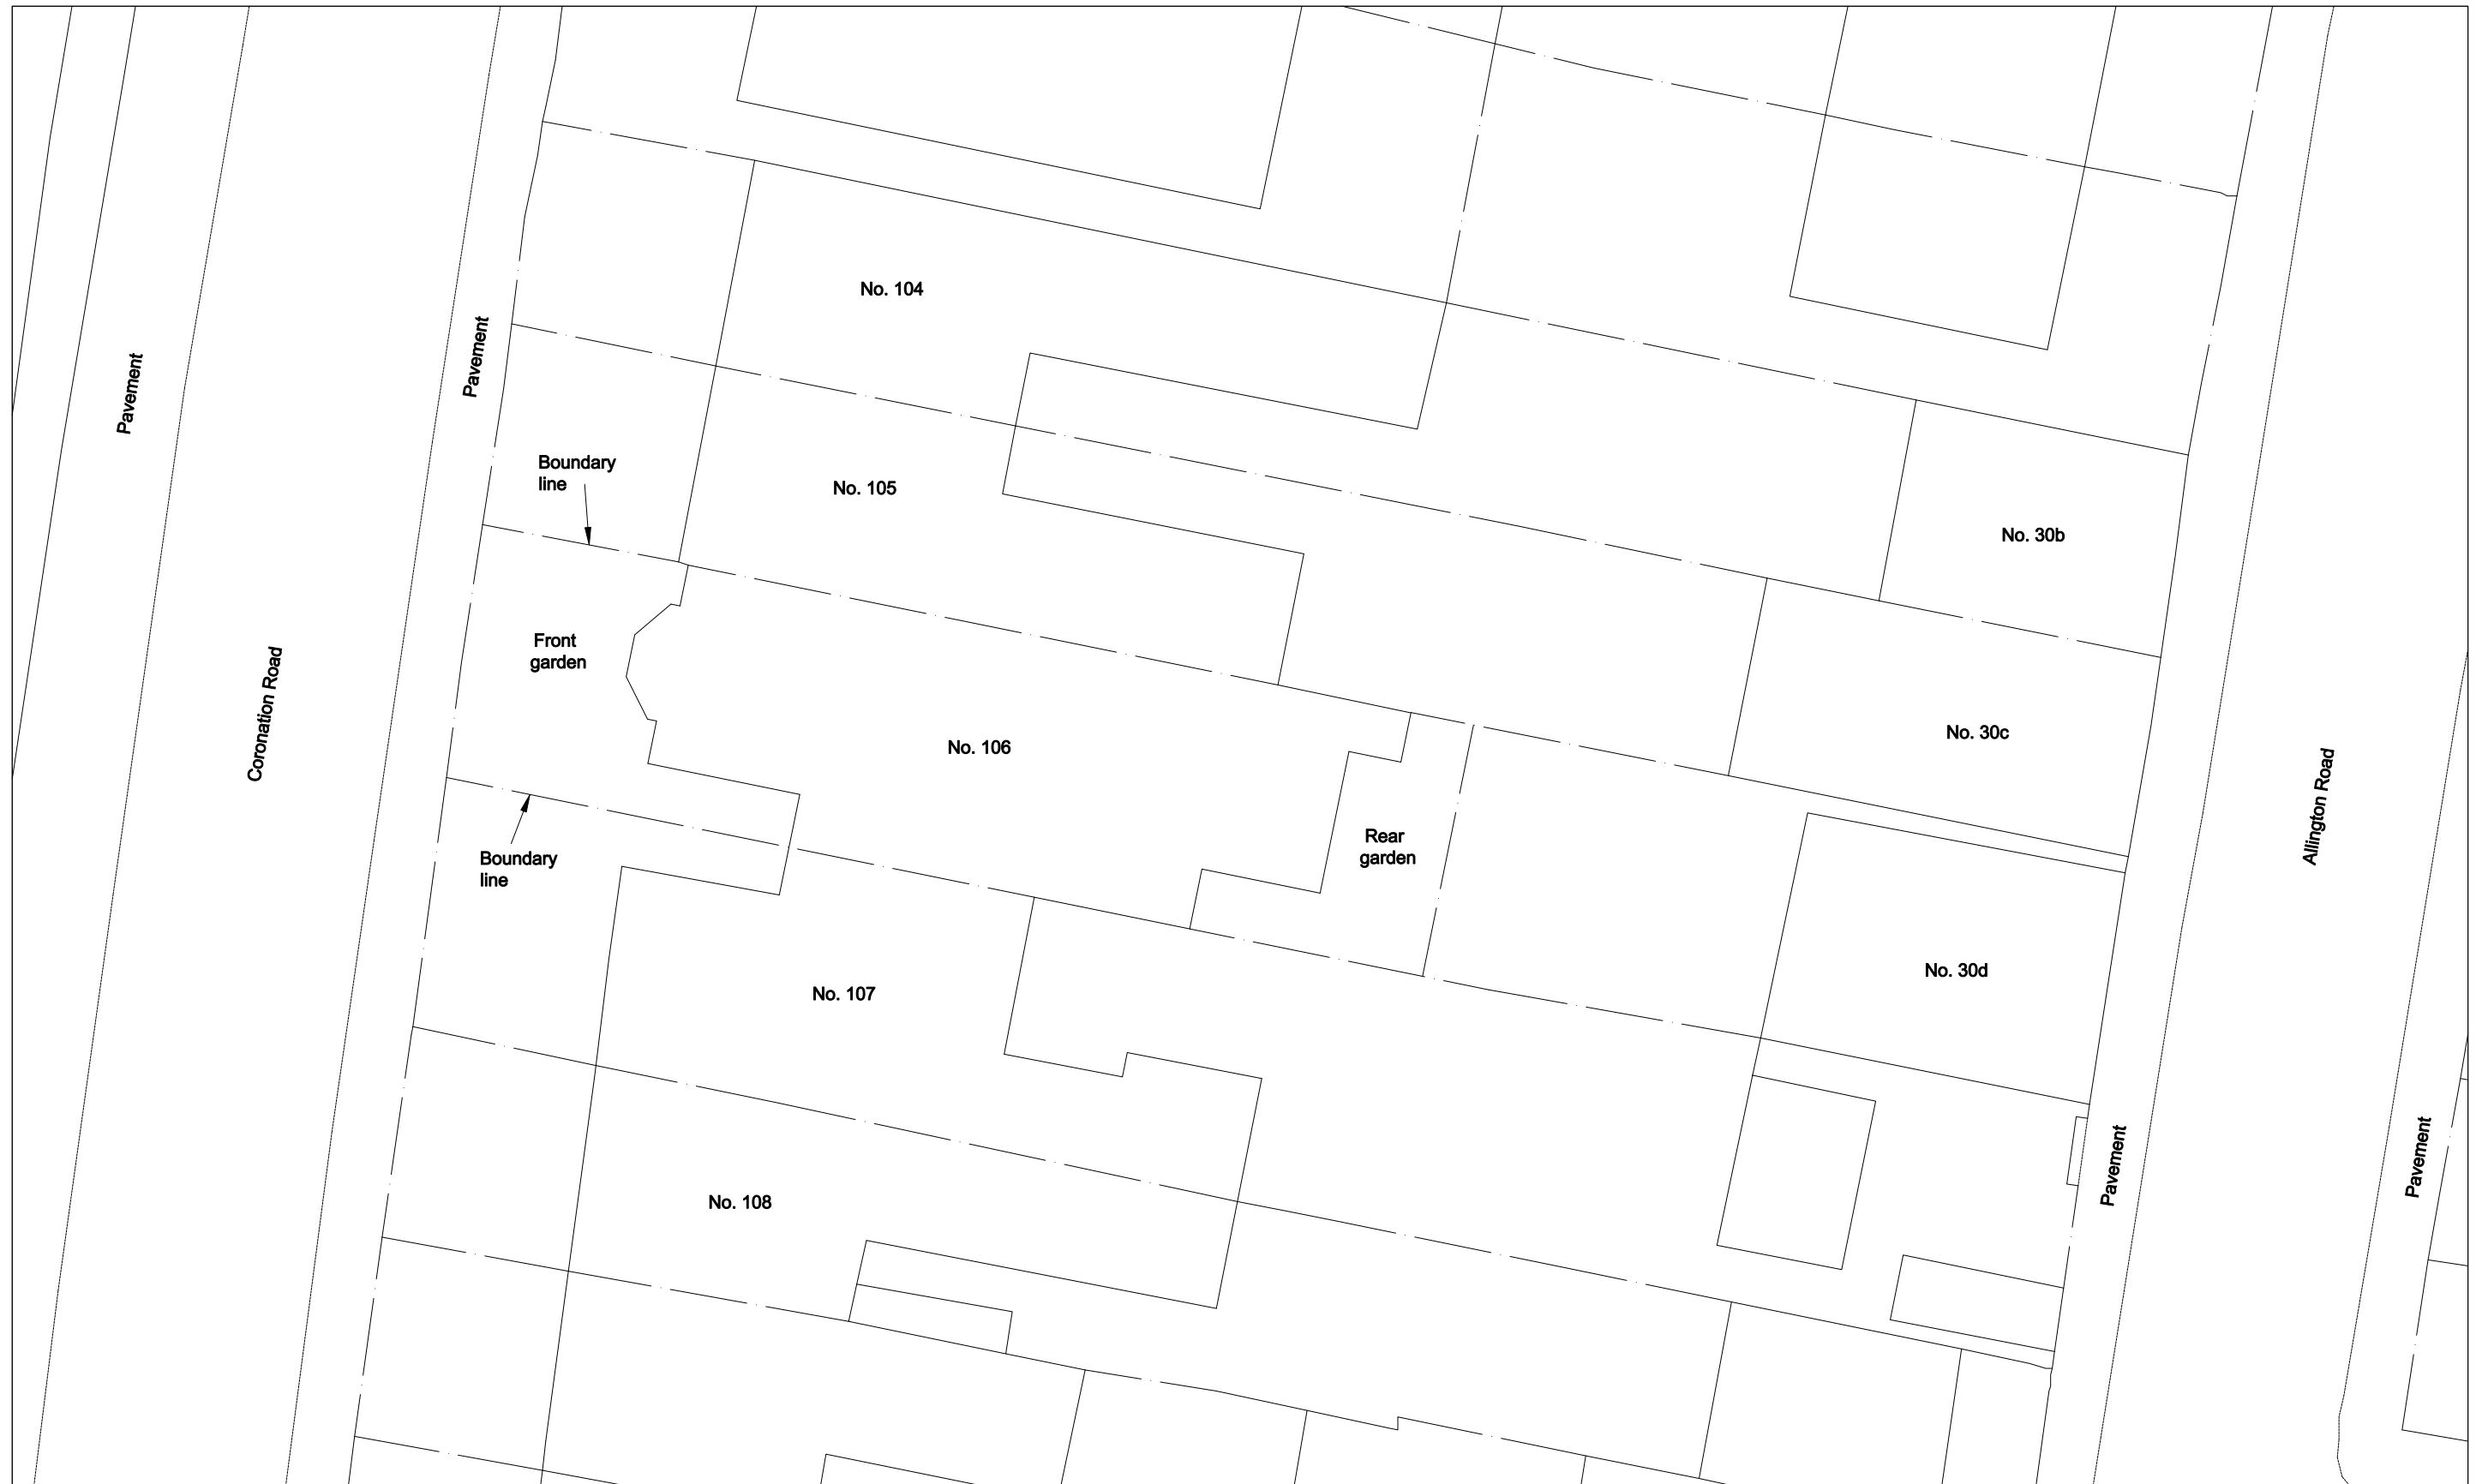 No. 104
Pavement
Pavement
Boundary
line
No. 105
No. 30b
Front
garden
Coronation Road
No. 106
No. 30c
Allington Road
Rear
garden
Boundary
line
No. 107
No. 30d
Pavement
Pavement
No. 108